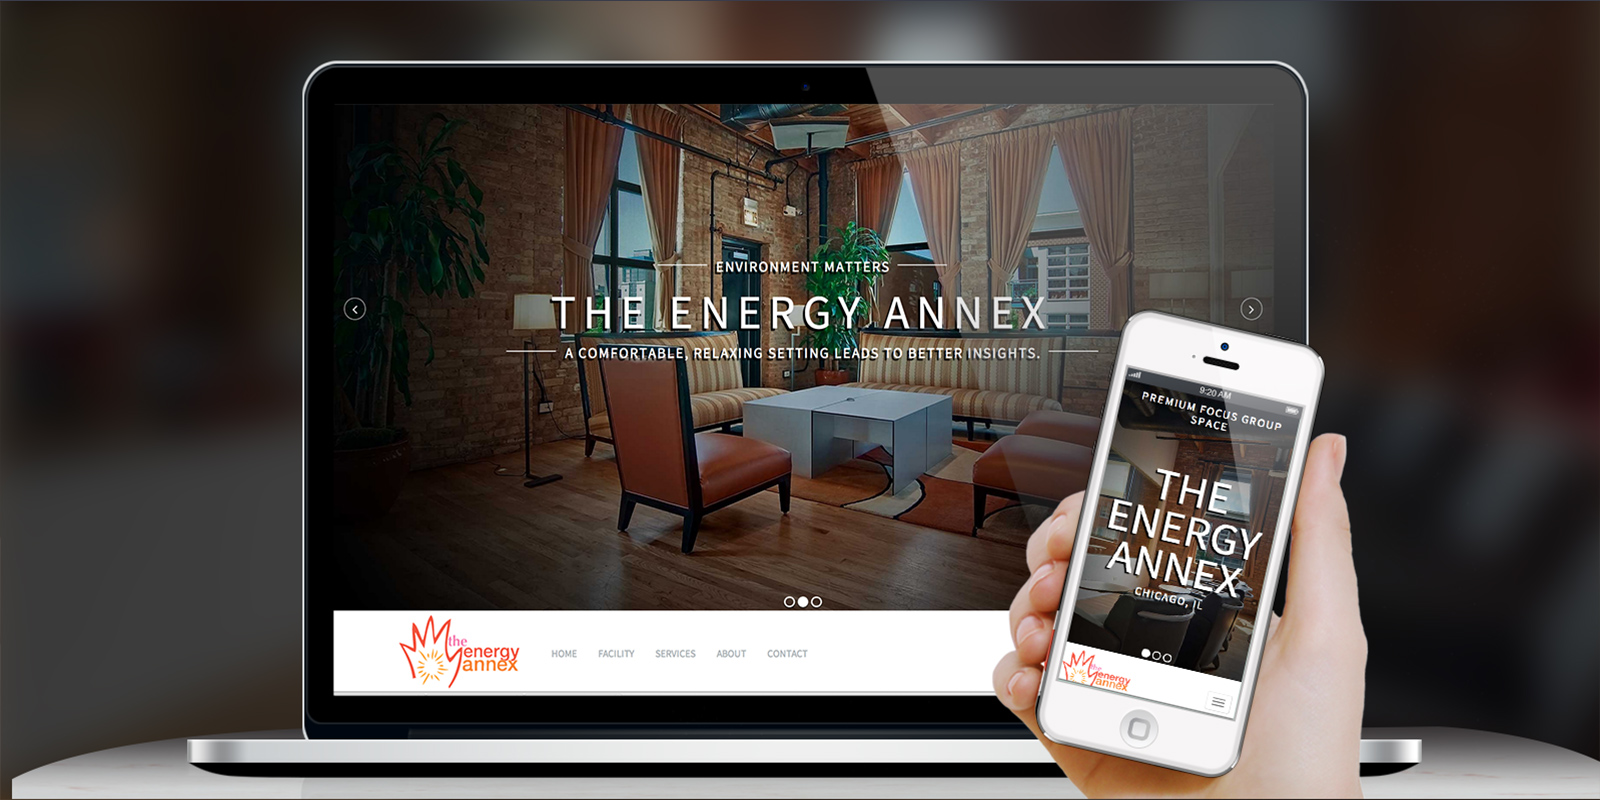 ENVIRONMENT MATTERS
THE ENERGY ANNEX
A COMFORTABLE, RELAXING SETTING LEADS TO BETTER INSIGHTS.
the
energy
annex
HOME FACILITY SERVICES ABOUT CONTACT
9:20 AM
PREMIUM FOCUS GROUP
SPACE
THE
ENERGY
ANNEX
CHICAGO, IL
the
energy
annex